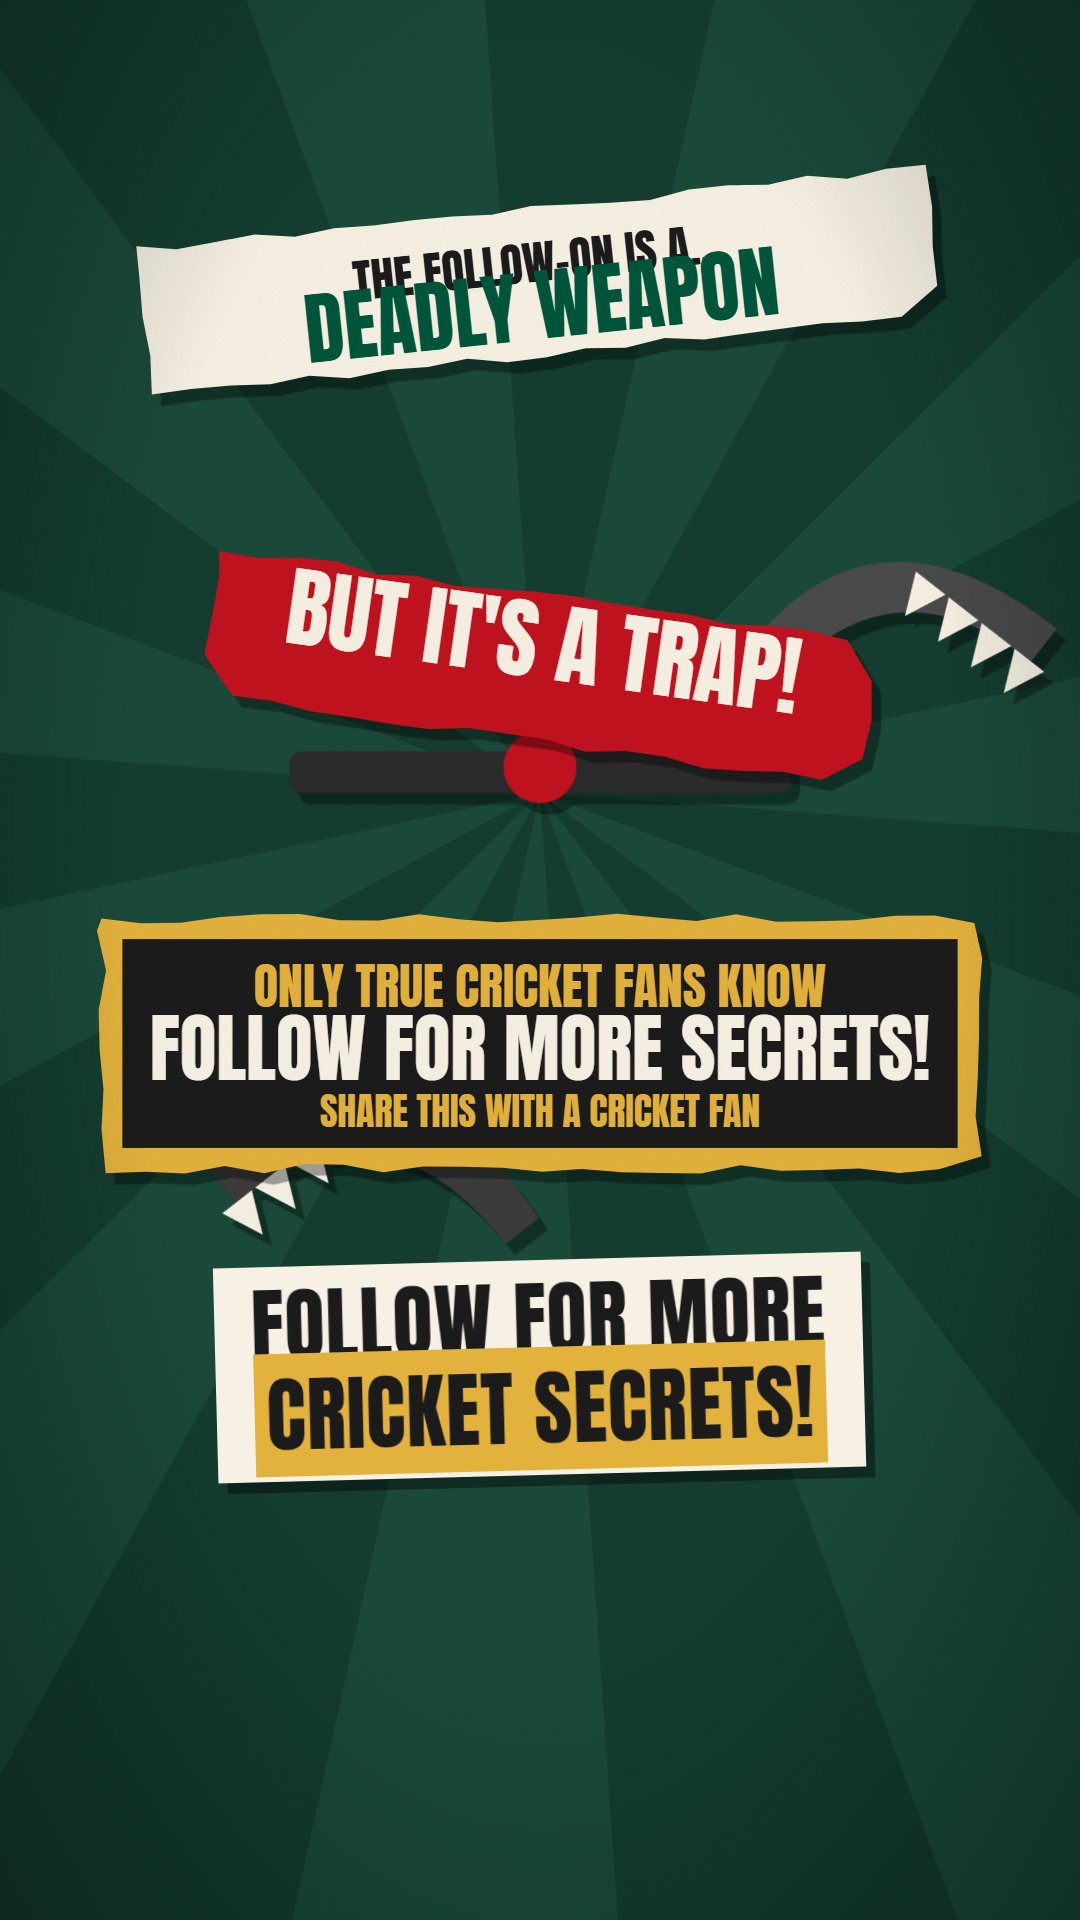 THE FOLLOW-ON IS A
DEADLY WEAPON
BUT IT'S A TRAP!
ONLY TRUE CRICKET FANS KNOW
FOLLOW FOR MORE SECRETS!
SHARE THIS WITH A CRICKET FAN
FOLLOW FOR MORE
CRICKET SECRETS!